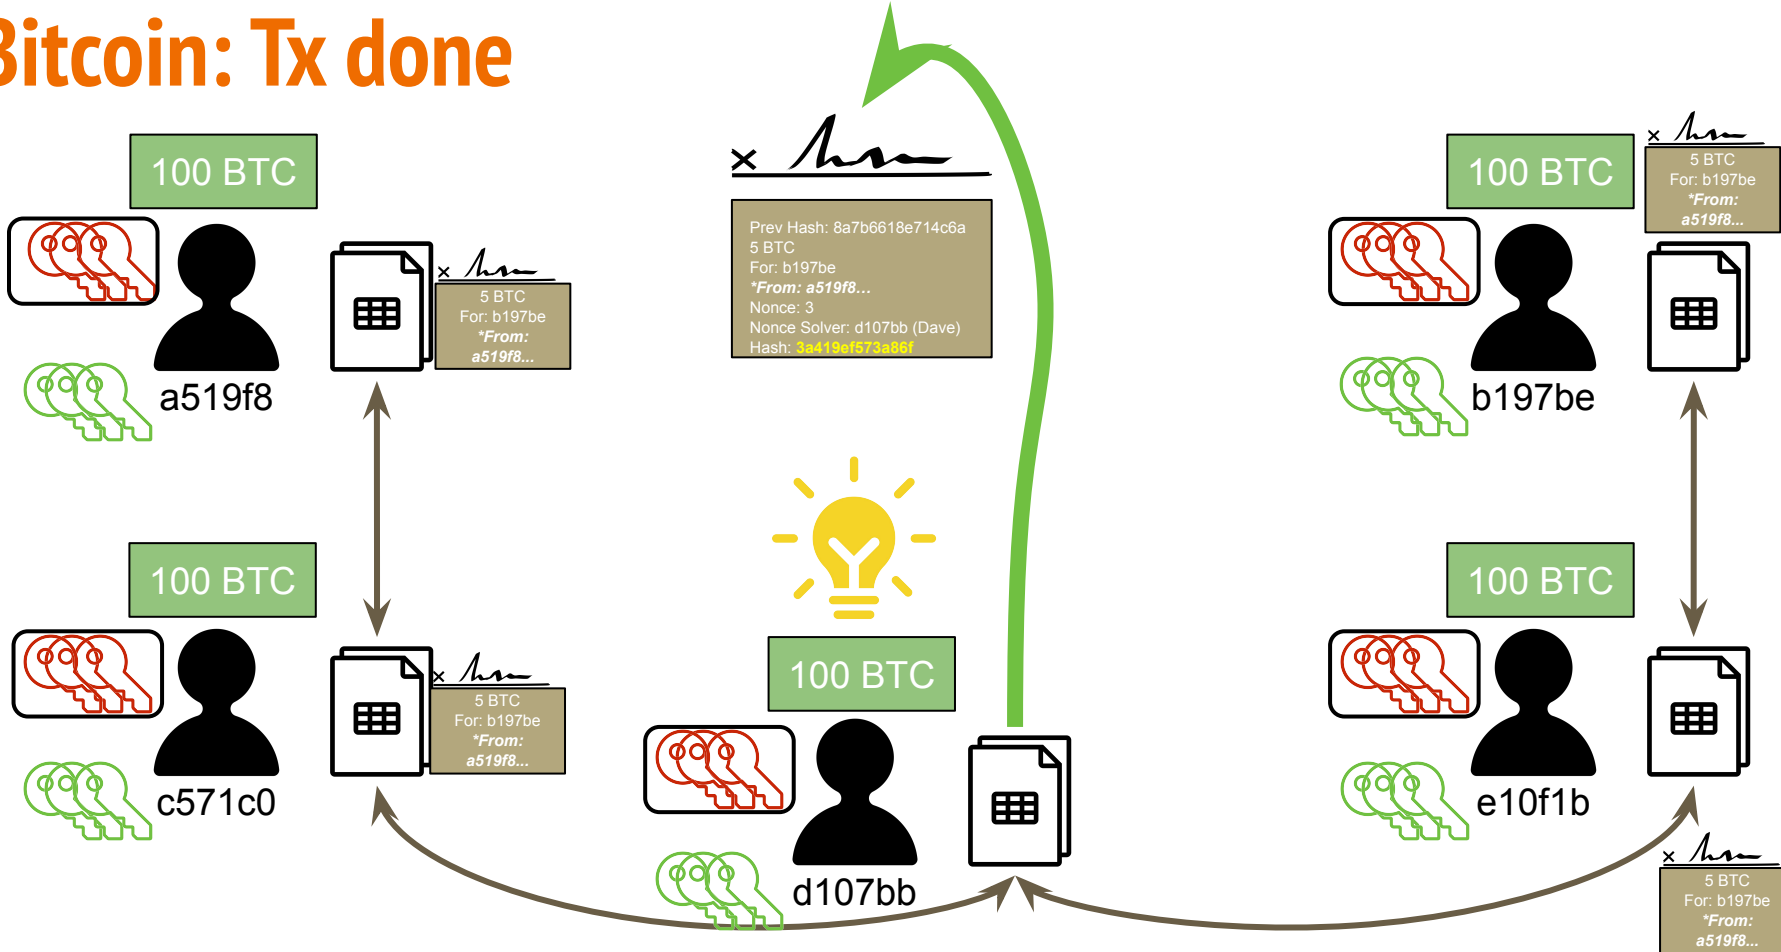 Bitcoin: Tx done
100 BTC
a519f8
×
5 BTC
For: b197be
*From:
a519f8...
×
Prev Hash: 8a7b6618e714c6a
5 BTC
For: b197be
*From: a519f8...
Nonce: 3
Nonce Solver: d107bb (Dave)
Hash: 3a419ef573a86f
100 BTC
b197be
×
5 BTC
For: b197be
*From:
a519f8...
100 BTC
c571c0
×
5 BTC
For: b197be
*From:
a519f8...
100 BTC
d107bb
100 BTC
e10f1b
×
5 BTC
For: b197be
*From:
a519f8...